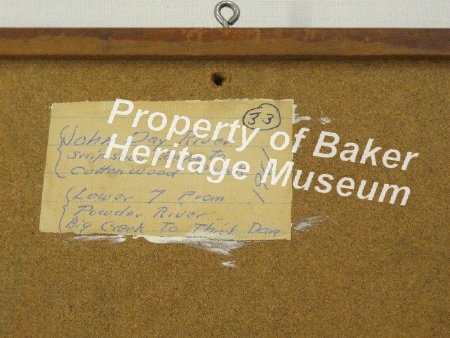 33
John Day River
Cottonwood
Lower 7 From
Powder River
Big Creek To Thief Dam
Property of Baker
Heritage Museum